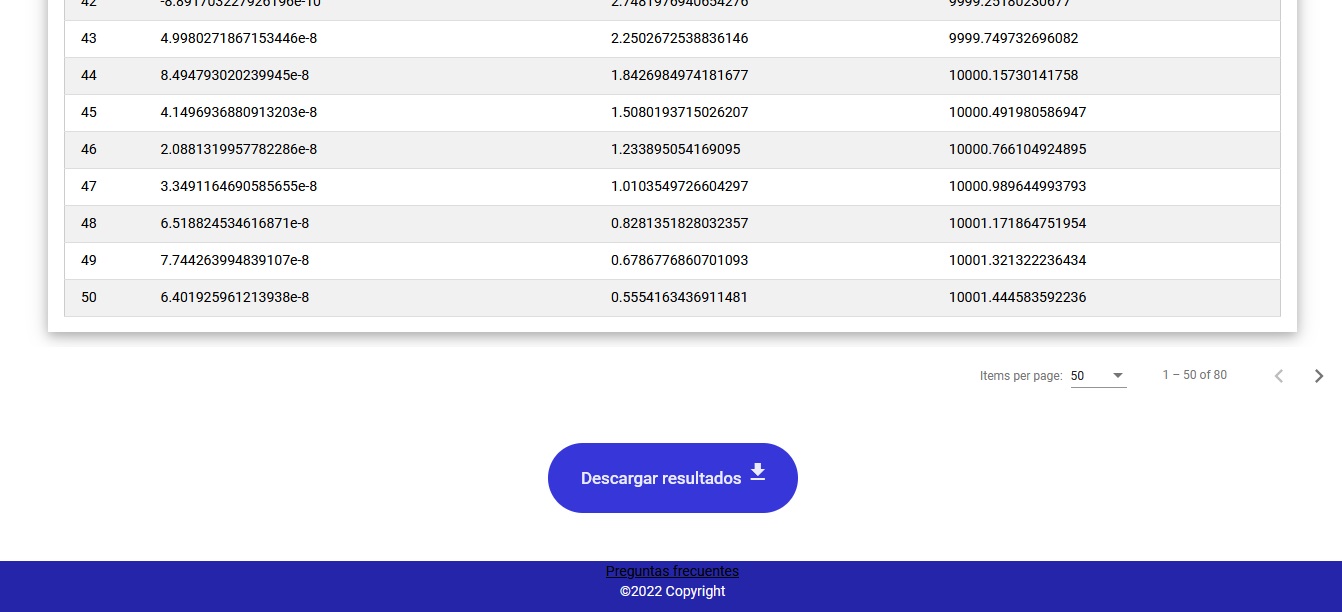 42 -8.891703227926196e-10 2.7481976940654276 9999.25180230677
43 4.9980271867153446e-8 2.2502672538836146 9999.749732696082
44 8.494793020239945e-8 1.8426984974181677 10000.15730141758
45 4.1496936880913203e-8 1.5080193715026207 10000.491980586947
46 2.0881319957782286e-8 1.233895054169095 10000.766104924895
47 3.3491164690585655e-8 1.0103549726604297 10000.989644993793
48 6.518824534616871e-8 0.8281351828032357 10001.171864751954
49 7.744263994839107e-8 0.6786776860701093 10001.321322236434
50 6.401925961213938e-8 0.5554163436911481 10001.444583592236
Items per page: 50 1 – 50 of 80
Descargar resultados
Preguntas frecuentes
©2022 Copyright